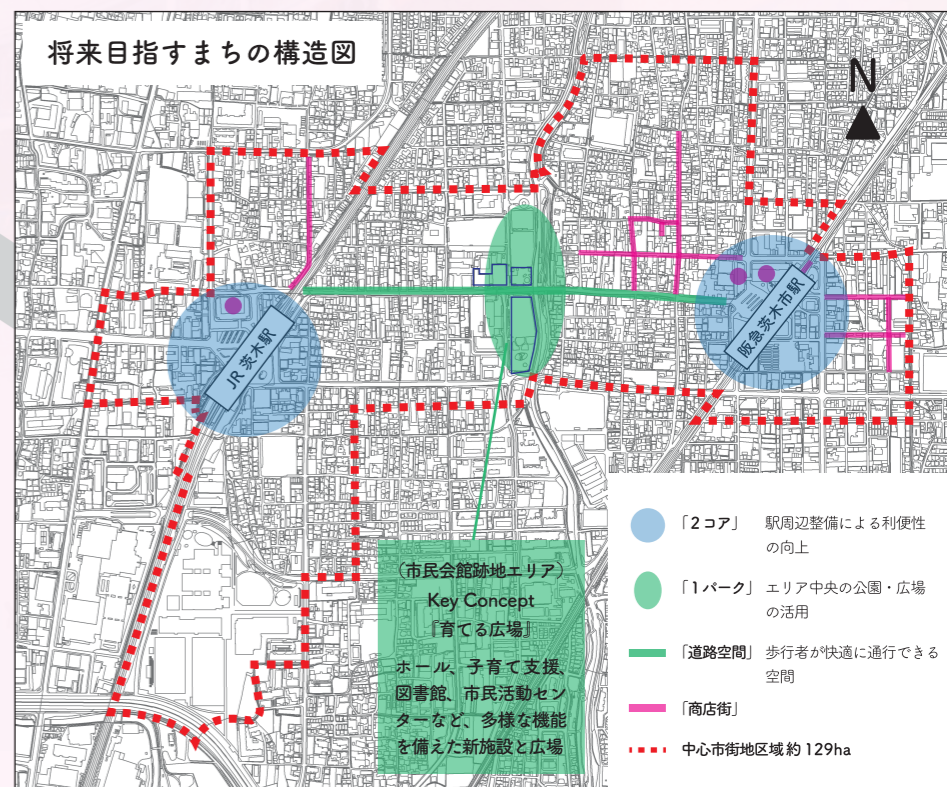 将来目指すまちの構造図
N
JR 茨木駅
阪急茨木市駅
(市民会館跡地エリア)
Key Concept
『育てる広場』
ホール、子育て支援、
図書館、市民活動セン
ターなど、多様な機能
を備えた新施設と広場
「2コア」 駅周辺整備による利便性
の向上
「1パーク」 エリア中央の公園・広場
の活用
「道路空間」 歩行者が快適に通行できる
空間
「商店街」
中心市街地区域 約 129ha